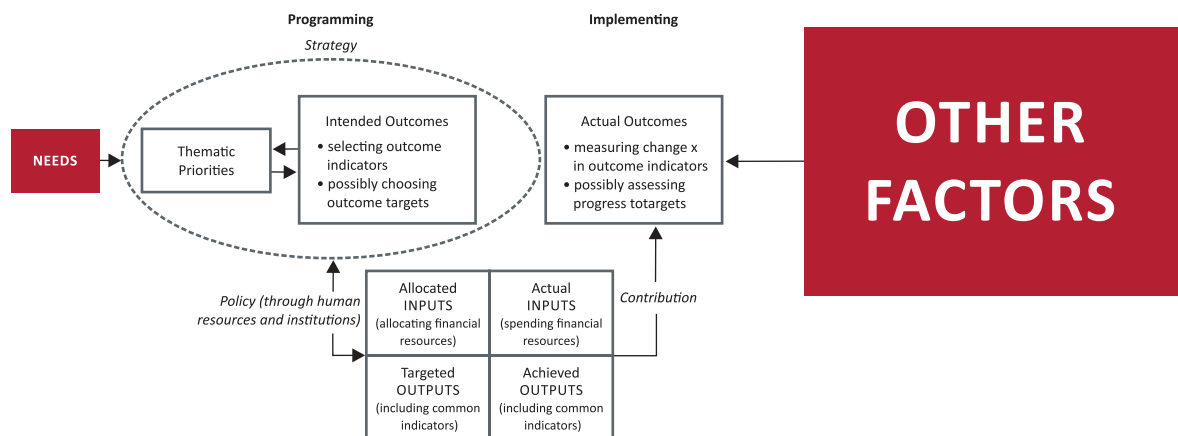 Programming
Implementing
Strategy
NEEDS
Thematic
Priorities
Intended Outcomes
• selecting outcome
indicators
• possibly choosing
outcome targets
Actual Outcomes
• measuring change x
in outcome indicators
• possibly assessing
progress totargets
OTHER
FACTORS
Policy (through human
resources and institutions)
Allocated
INPUTS
(allocating financial
resources)
Actual
INPUTS
(spending financial
resources)
Contribution
Targeted
OUTPUTS
(including common
indicators)
Achieved
OUTPUTS
(including common
indicators)